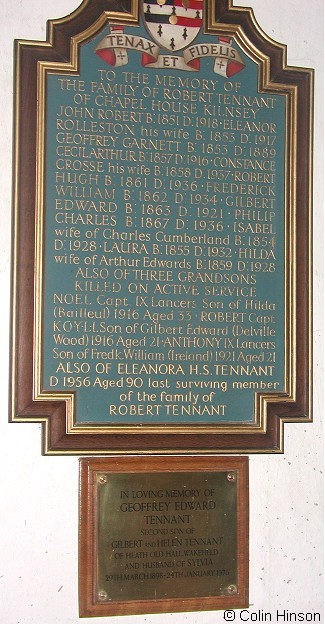 TENAX ET FIDELIS
TO THE MEMORY OF
THE FAMILY OF ROBERT TENNANT
OF CHAPEL HOUSE KILNSEY
JOHN ROBERT B.1851 D.1918 · ELEANOR
ROLLESTON his wife B. 1855 D. 1917
GEOFFREY GARNETT B. 1853 D. 1889
CECIL ARTHUR B. 1857 D. 1916 · CONSTANCE
CROSSE his wife B. 1858 D. 1937 · ROBERT
HUGH B. 1861 D. 1936 · FREDERICK
WILLIAM B. 1862 D. 1934 · GILBERT
EDWARD B. 1863 D. 1921 · PHILIP
CHARLES B. 1867 D. 1936 · ISABEL
wife of Charles Cumberland B. 1854
D. 1928 · LAURA B. 1855 D. 1932 · HILDA
wife of Arthur Edwards B. 1859 D. 1928
· ALSO OF THREE GRANDSONS
KILLED ON ACTIVE SERVICE
NOEL Capt. IX Lancers Son of Hilda
(Bailleul) 1916 Aged 33 · ROBERT Capt.
K·O·Y·L·I. Son of Gilbert Edward (Delville
Wood) 1916 Aged 21 · ANTHONY IX Lancers
Son of Fredk. William (Ireland) 1921 Aged 21
ALSO OF ELEANORA H.S. TENNANT
D 1956 Aged 90 last surviving member
of the family of
ROBERT TENNANT
IN LOVING MEMORY OF
GEOFFREY EDWARD
TENNANT
SECOND SON OF
GILBERT AND HELEN TENNANT
OF HEATH OLD HALL WAKEFIELD
AND HUSBAND OF SYLVIA
29TH MARCH 1898 - 24TH JANUARY
© Colin Hinson